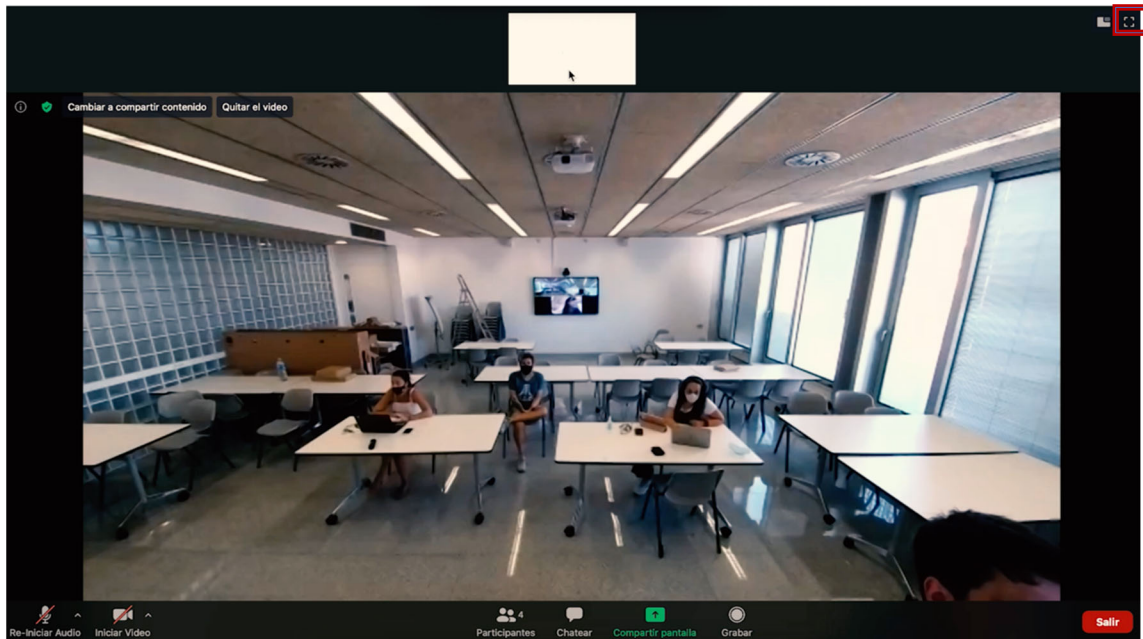 Cambiar a compartir contenido
Quitar el video
4
Re-Iniciar Audio
Iniciar Video
Participantes
Chatear
Compartir pantalla
Grabar
Salir